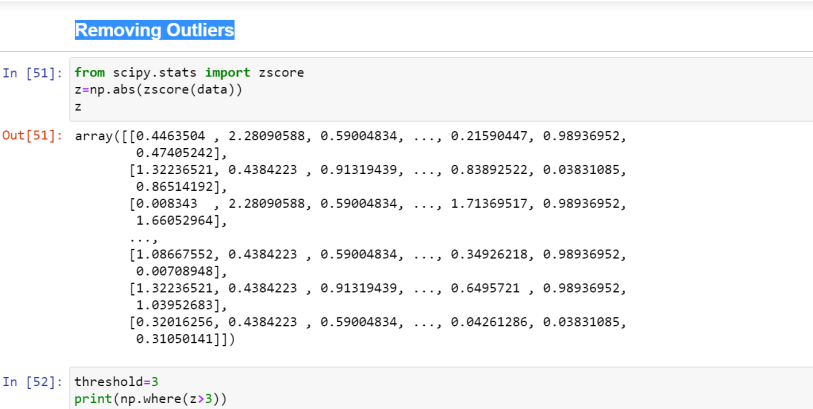 Removing Outliers
In [51]: from scipy.stats import zscore
z=np.abs(zscore(data))
z
Out[51]: array([[0.4463504 , 2.28090588, 0.59004834, ..., 0.21590447, 0.98936952,
0.47405242],
[1.32236521, 0.4384223 , 0.91319439, ..., 0.83892522, 0.03831085,
0.86514192],
[0.008343  , 2.28090588, 0.59004834, ..., 1.71369517, 0.98936952,
1.66052964],
...,
[1.08667552, 0.4384223 , 0.59004834, ..., 0.34926218, 0.98936952,
0.00708948],
[1.32236521, 0.4384223 , 0.91319439, ..., 0.6495721 , 0.98936952,
1.03952683],
[0.32016256, 0.4384223 , 0.59004834, ..., 0.04261286, 0.03831085,
0.31050141]])
In [52]: threshold=3
print(np.where(z>3))